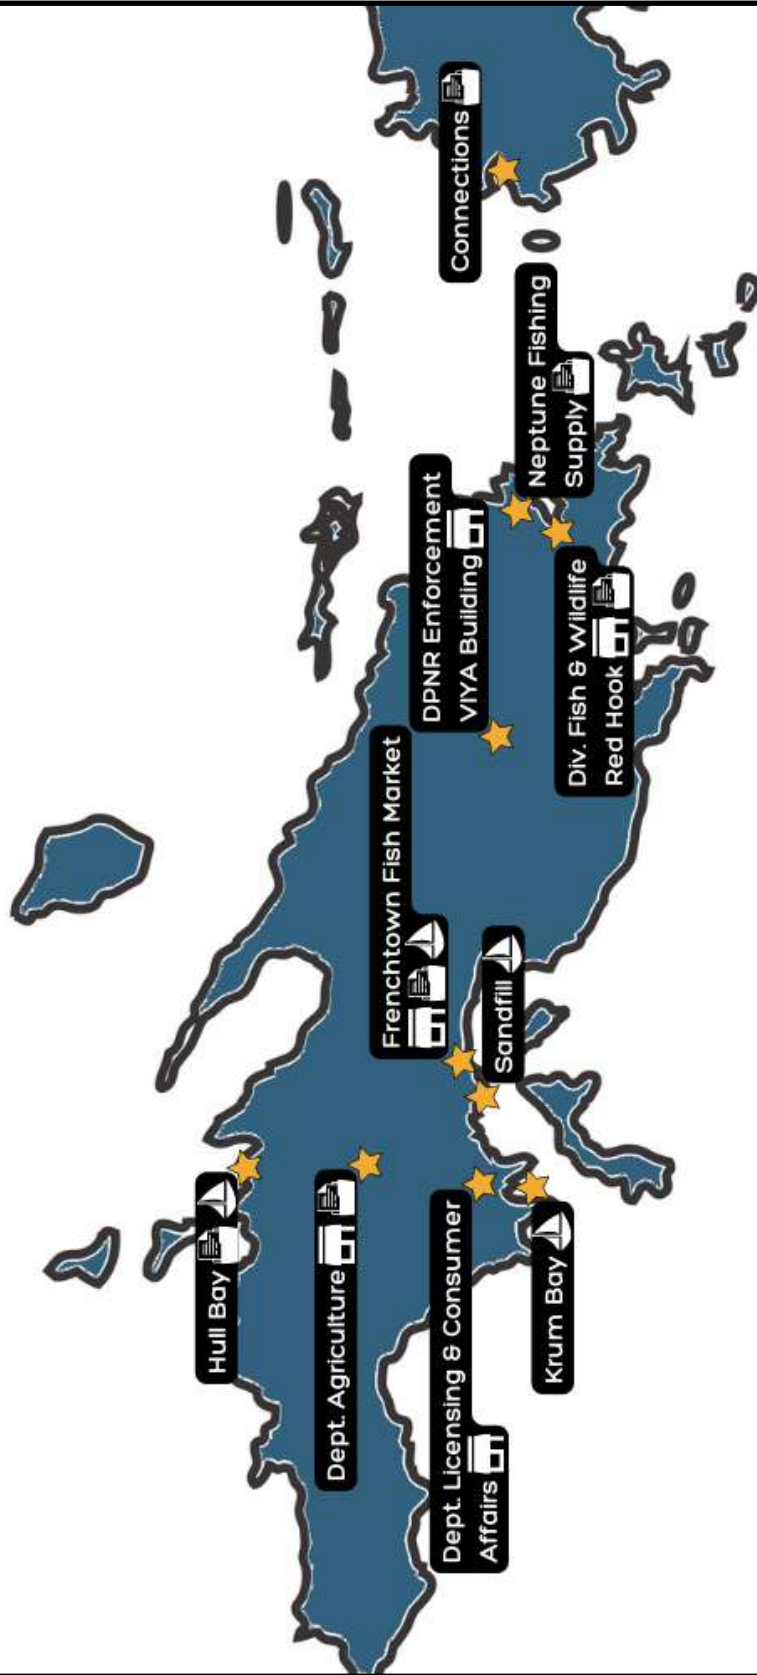 Hull Bay
Dept. Agriculture
Dept. Licensing & Consumer
Affairs
Krum Bay
Frenchtown Fish Market
Sandfill
DPNR Enforcement
VIYA Building
Div. Fish & Wildlife
Red Hook
Neptune Fishing
Supply
Connections